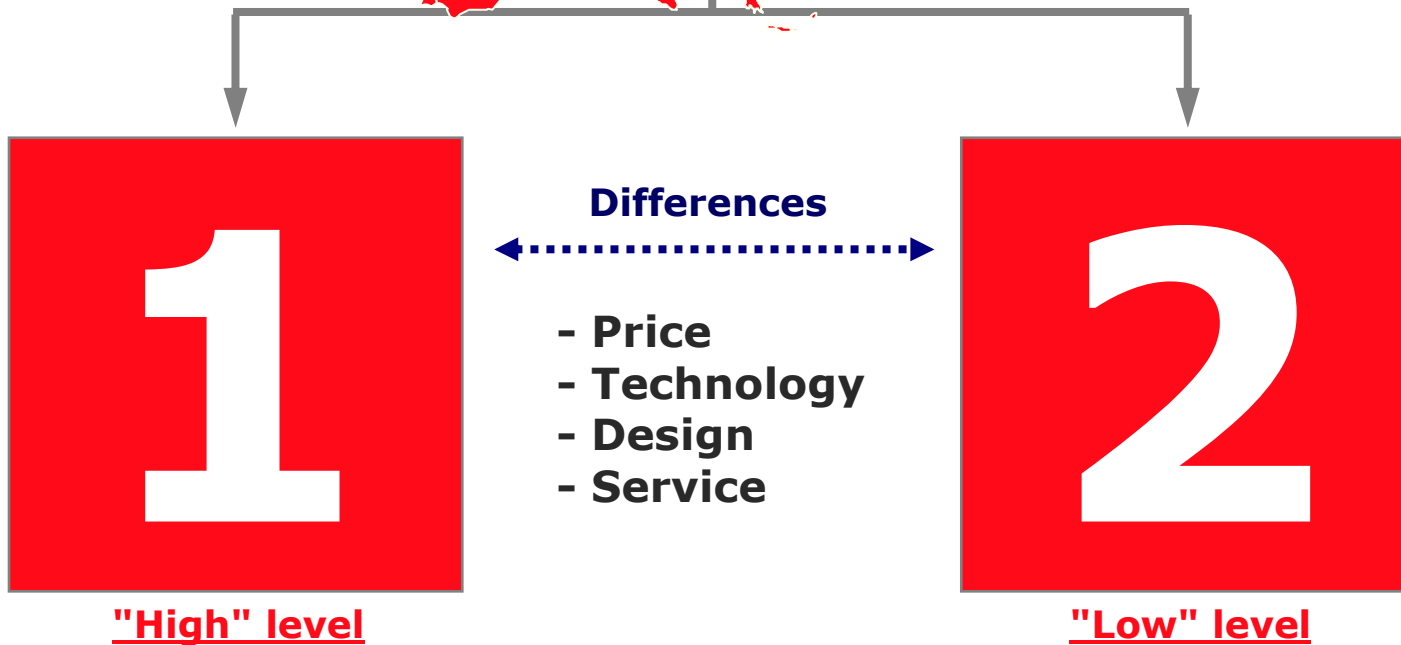 1
Differences
2
- Price
- Technology
- Design
- Service
"High" level
"Low" level